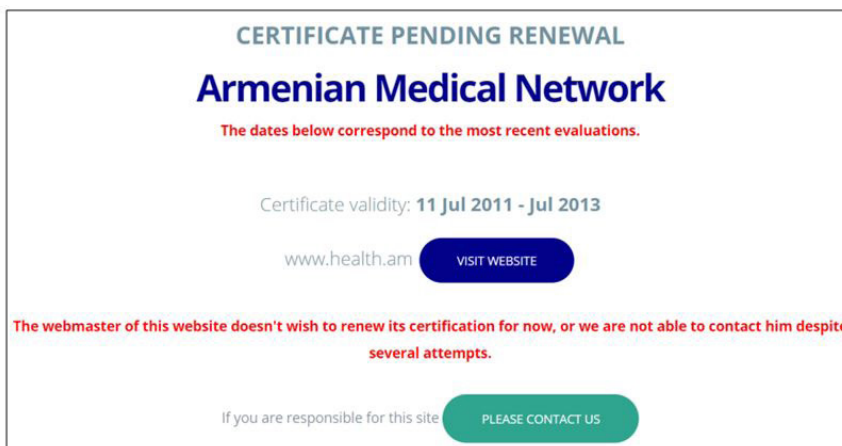 CERTIFICATE PENDING RENEWAL
Armenian Medical Network
The dates below correspond to the most recent evaluations.
Certificate validity: 11 Jul 2011 - Jul 2013
www.health.am VISIT WEBSITE
The webmaster of this website doesn't wish to renew its certification for now, or we are not able to contact him despite
several attempts.
If you are responsible for this site PLEASE CONTACT US